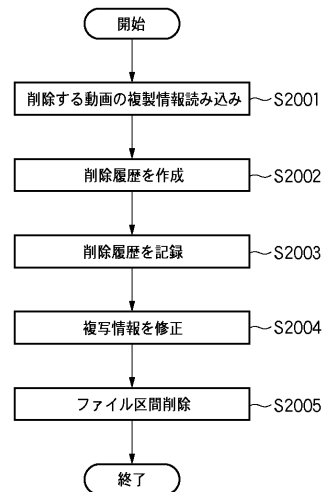 開始
削除する動画の複製情報読み込み S2001
削除履歴を作成 S2002
削除履歴を記録 S2003
複写情報を修正 S2004
ファイル区間削除 S2005
終了